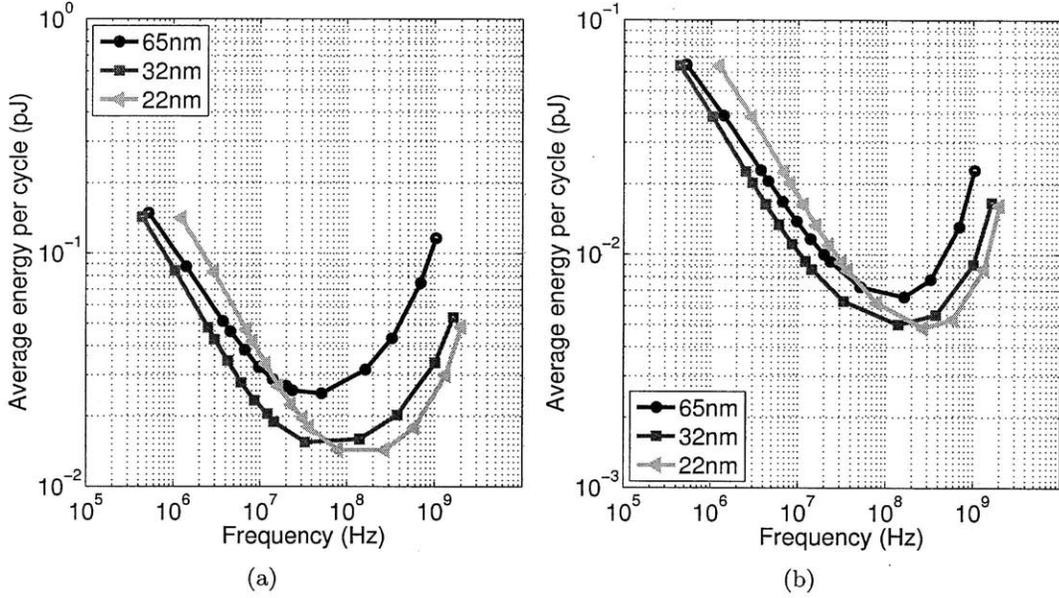 10^0
65nm
32nm
22nm
10^-1
10^-2
Average energy per cycle (pJ)
10^5 10^6 10^7 10^8 10^9
Frequency (Hz)
(a)
10^-1
10^-2
10^-3
Average energy per cycle (pJ)
65nm
32nm
22nm
10^5 10^6 10^7 10^8 10^9
Frequency (Hz)
(b)